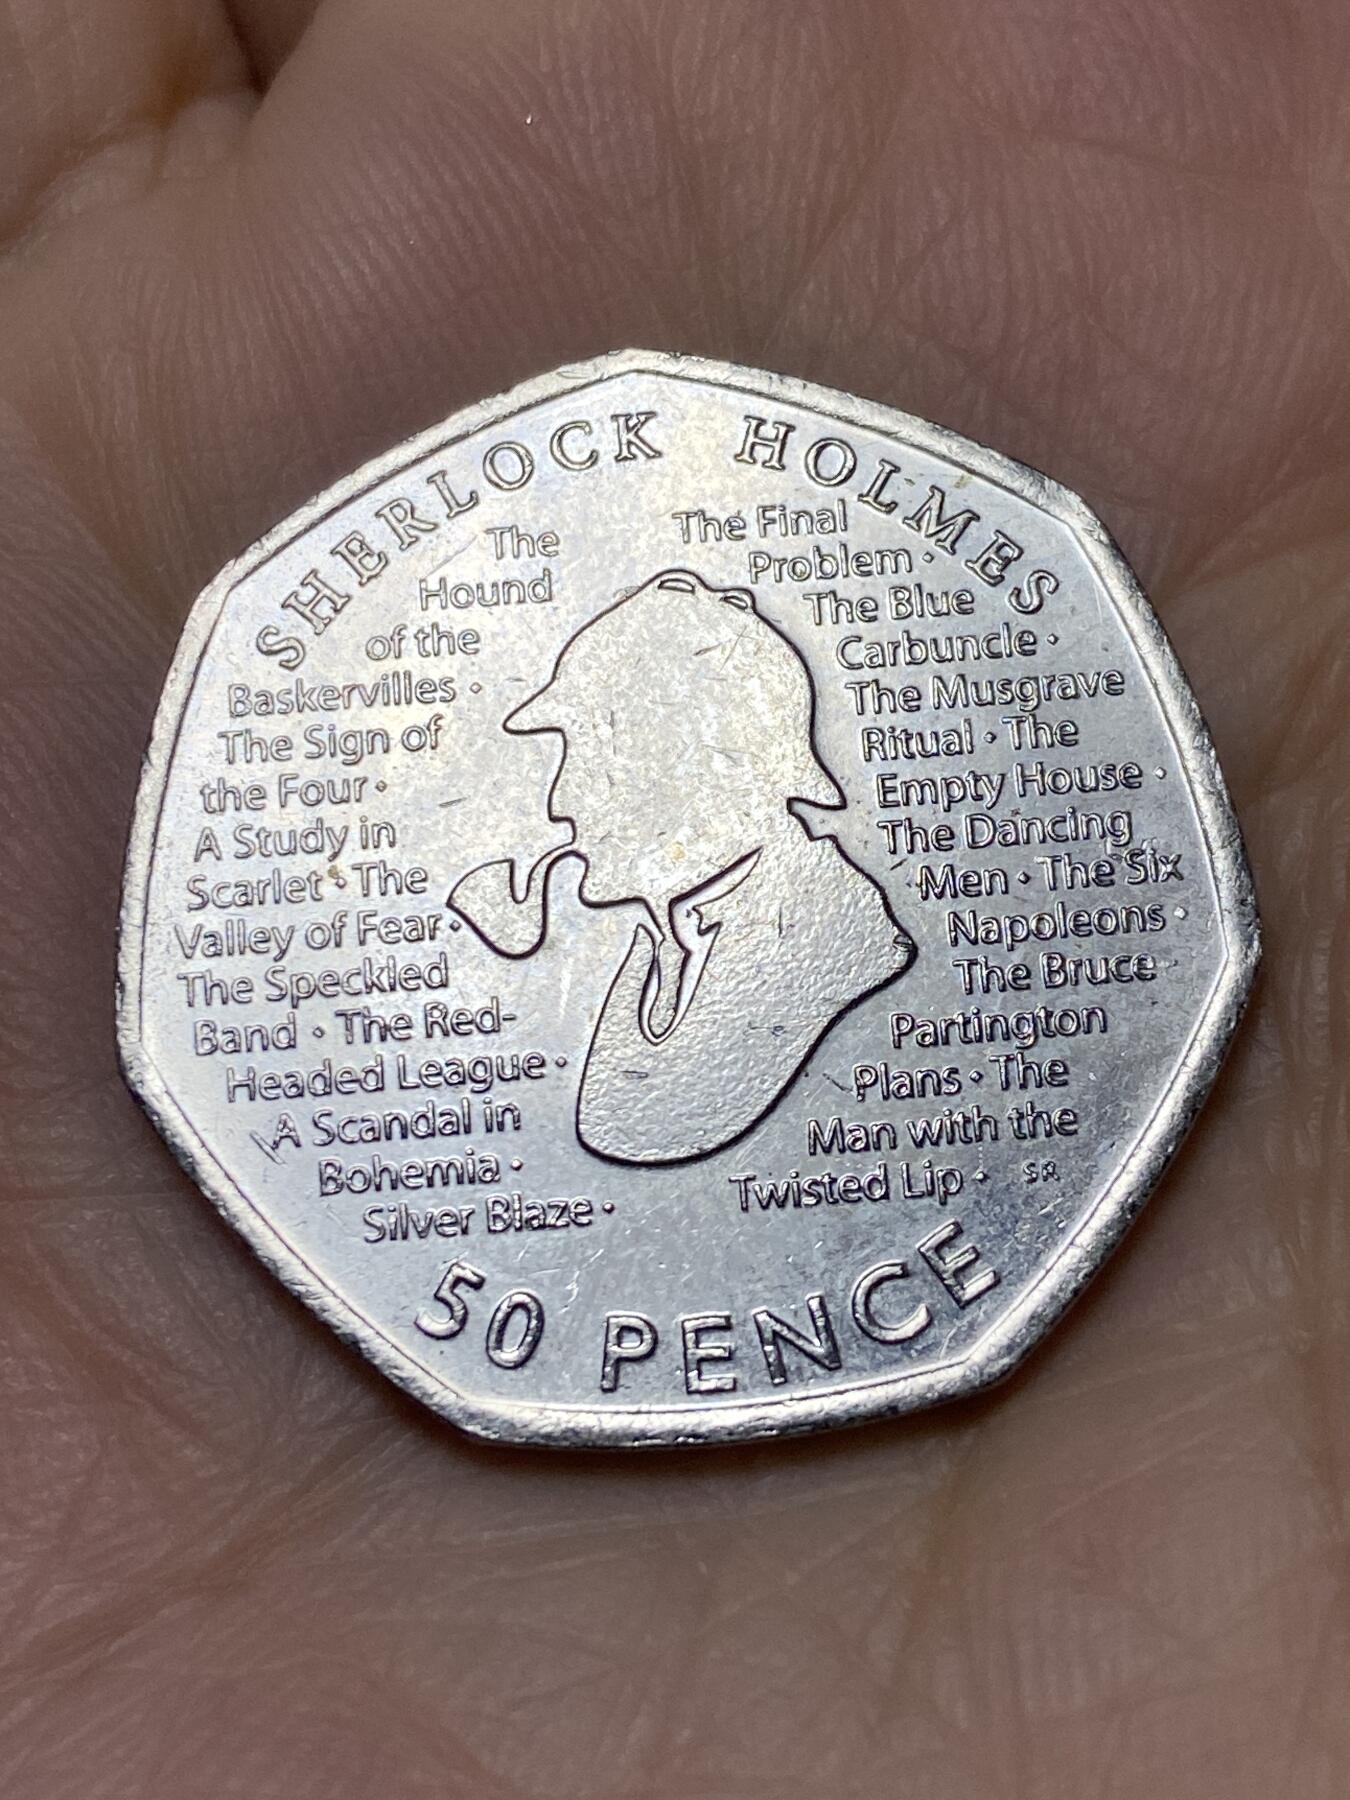 SHERLOCK HOLMES
The
Hound
of the
Baskervilles ·
The Sign of
the Four ·
A Study in
Scarlet · The
Valley of Fear ·
The Speckled
Band · The Red-
Headed League ·
A Scandal in
Bohemia ·
Silver Blaze ·
The Final
Problem ·
The Blue
Carbuncle ·
The Musgrave
Ritual · The
Empty House ·
The Dancing
Men · The Six
Napoleons ·
The Bruce
Partington
Plans · The
Man with the
Twisted Lip ·
SR
50 PENCE